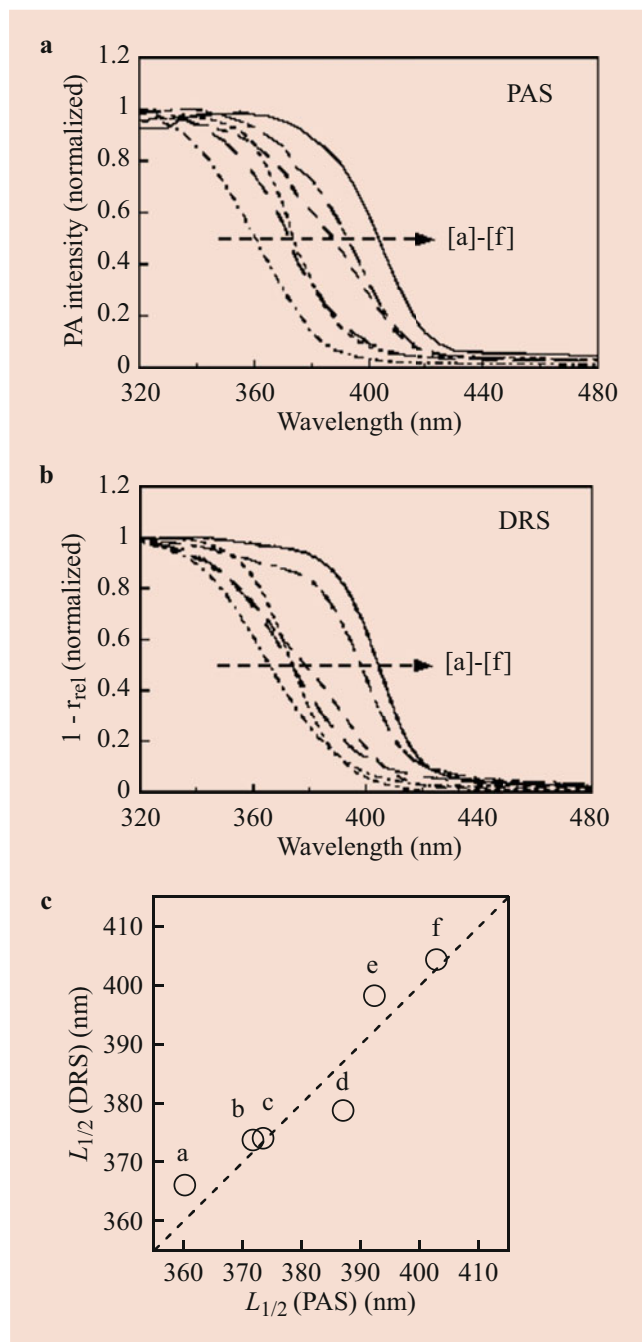 a
1.2
1
0.8
0.6
0.4
0.2
0
PA intensity (normalized)
PAS
[a]-[f]
320 360 400 440 480
Wavelength (nm)
b
1.2
1
0.8
0.6
0.4
0.2
0
1 - r_rel (normalized)
DRS
[a]-[f]
320 360 400 440 480
Wavelength (nm)
c
410
400
390
380
370
360
L_1/2 (DRS) (nm)
f
e
d
b c
a
360 370 380 390 400 410
L_1/2 (PAS) (nm)